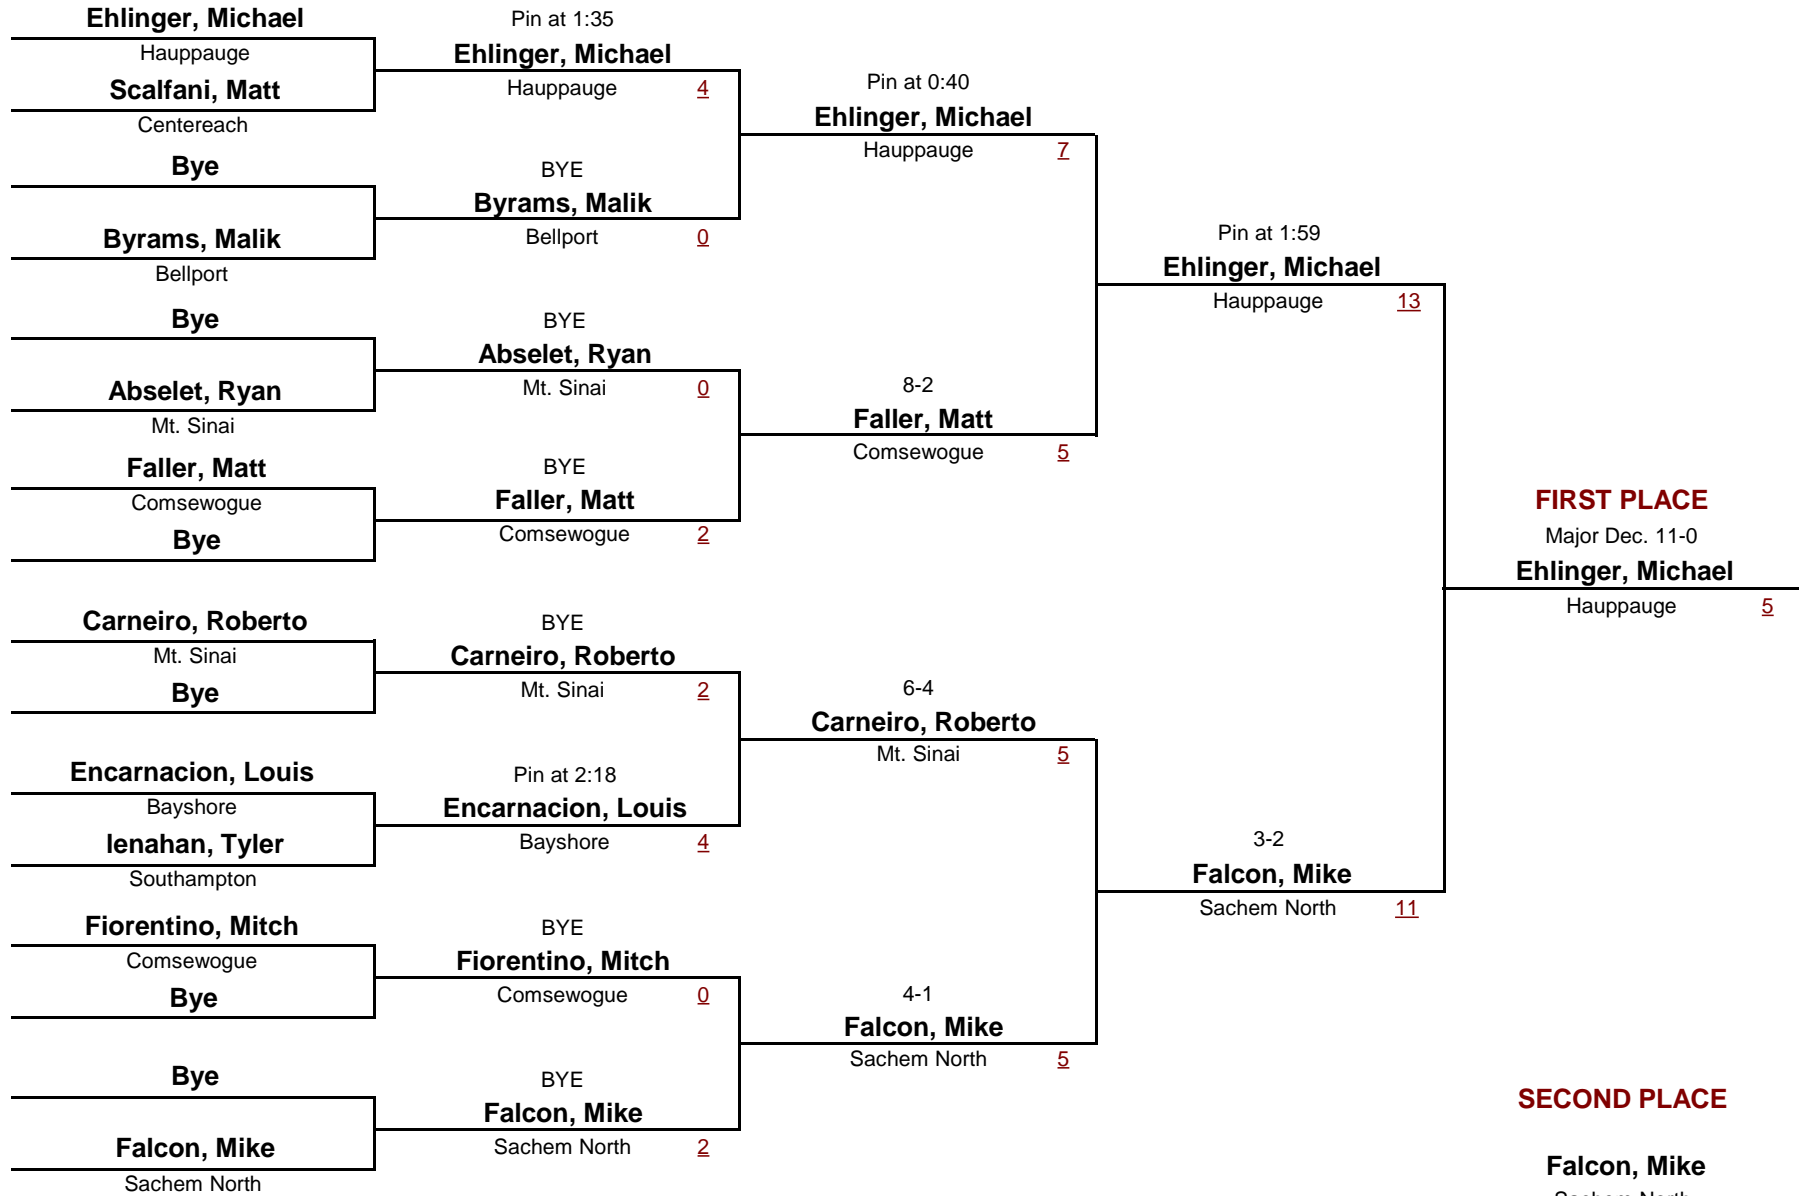 Ehlinger, Michael
Hauppauge
Scalfani, Matt
Centereach
Bye
Byrams, Malik
Bellport
Bye
Abselet, Ryan
Mt. Sinai
Faller, Matt
Comsewogue
Bye
Carneiro, Roberto
Mt. Sinai
Bye
Encarnacion, Louis
Bayshore
lenahan, Tyler
Southampton
Fiorentino, Mitch
Comsewogue
Bye
Bye
Falcon, Mike
Sachem North
Pin at 1:35
Ehlinger, Michael
Hauppauge 4
BYE
Byrams, Malik
Bellport 0
BYE
Abselet, Ryan
Mt. Sinai 0
BYE
Faller, Matt
Comsewogue 2
BYE
Carneiro, Roberto
Mt. Sinai 2
Pin at 2:18
Encarnacion, Louis
Bayshore 4
BYE
Fiorentino, Mitch
Comsewogue 0
BYE
Falcon, Mike
Sachem North 2
Pin at 0:40
Ehlinger, Michael
Hauppauge 7
8-2
Faller, Matt
Comsewogue 5
6-4
Carneiro, Roberto
Mt. Sinai 5
4-1
Falcon, Mike
Sachem North 5
Pin at 1:59
Ehlinger, Michael
Hauppauge 13
3-2
Falcon, Mike
Sachem North 11
FIRST PLACE
Major Dec. 11-0
Ehlinger, Michael
Hauppauge 5
SECOND PLACE
Falcon, Mike
Sachem North